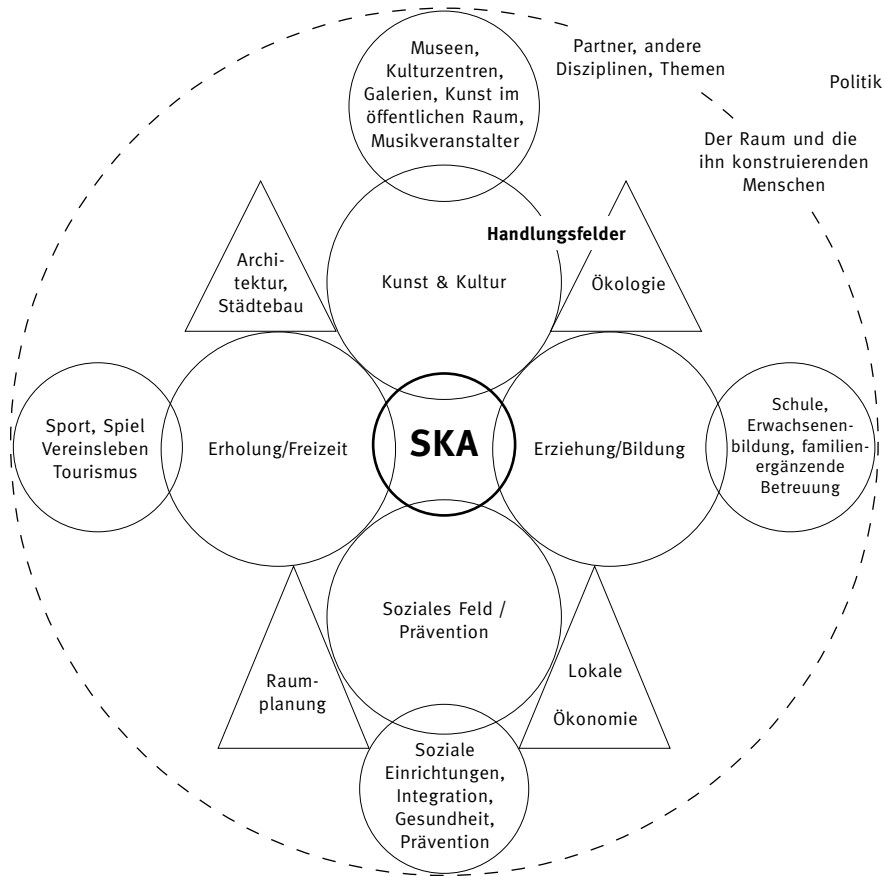 Museen,
Kulturzentren,
Galerien, Kunst im
öffentlichen Raum,
Musikveranstalter
Partner, andere
Disziplinen, Themen
Politik
Der Raum und die
ihn konstruierenden
Menschen
Handlungsfelder
Archi-
tektur,
Städtebau
Kunst & Kultur
Ökologie
Sport, Spiel
Vereinsleben
Tourismus
Erholung/Freizeit
SKA
Erziehung/Bildung
Schule,
Erwachsenen-
bildung, familien-
ergänzende
Betreuung
Soziales Feld /
Prävention
Raum-
planung
Lokale
Ökonomie
Soziale
Einrichtungen,
Integration,
Gesundheit,
Prävention